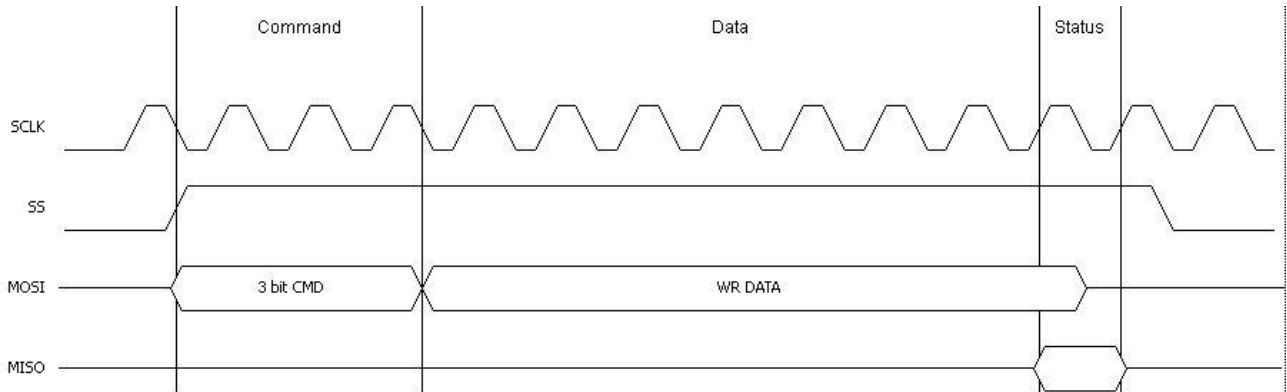 Command Data Status
SCLK
SS
MOSI 3 bit CMD WR DATA
MISO